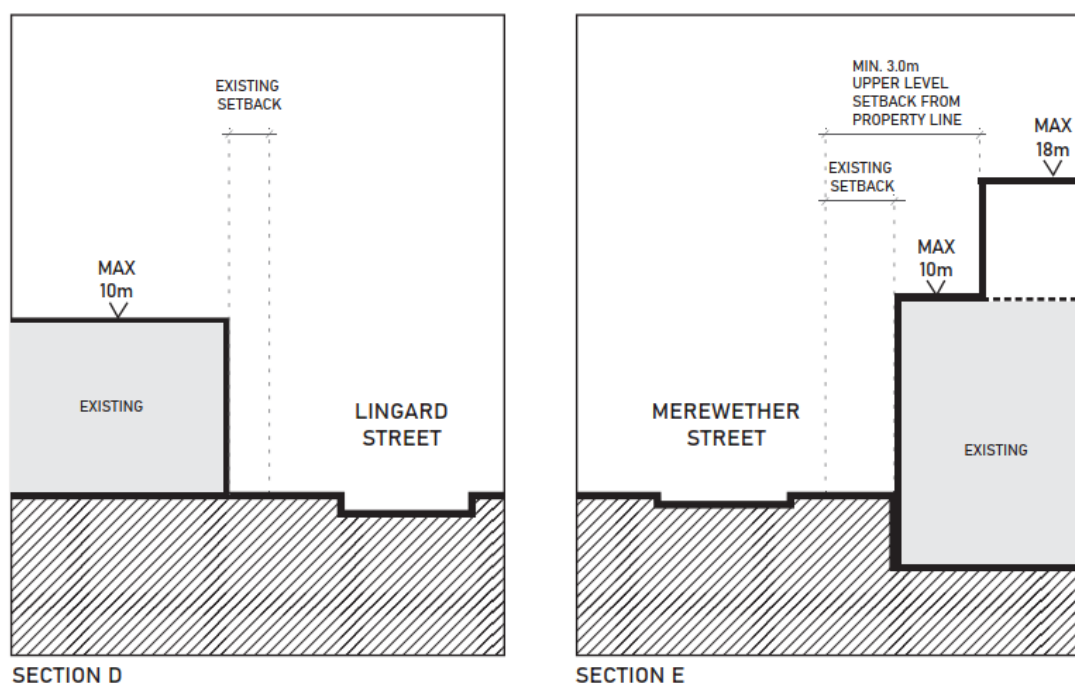 EXISTING
SETBACK
MAX
10m
EXISTING
LINGARD
STREET
SECTION D
MIN. 3.0m
UPPER LEVEL
SETBACK FROM
PROPERTY LINE
MAX
18m
EXISTING
SETBACK
MAX
10m
MEREWETHER
STREET
EXISTING
SECTION E